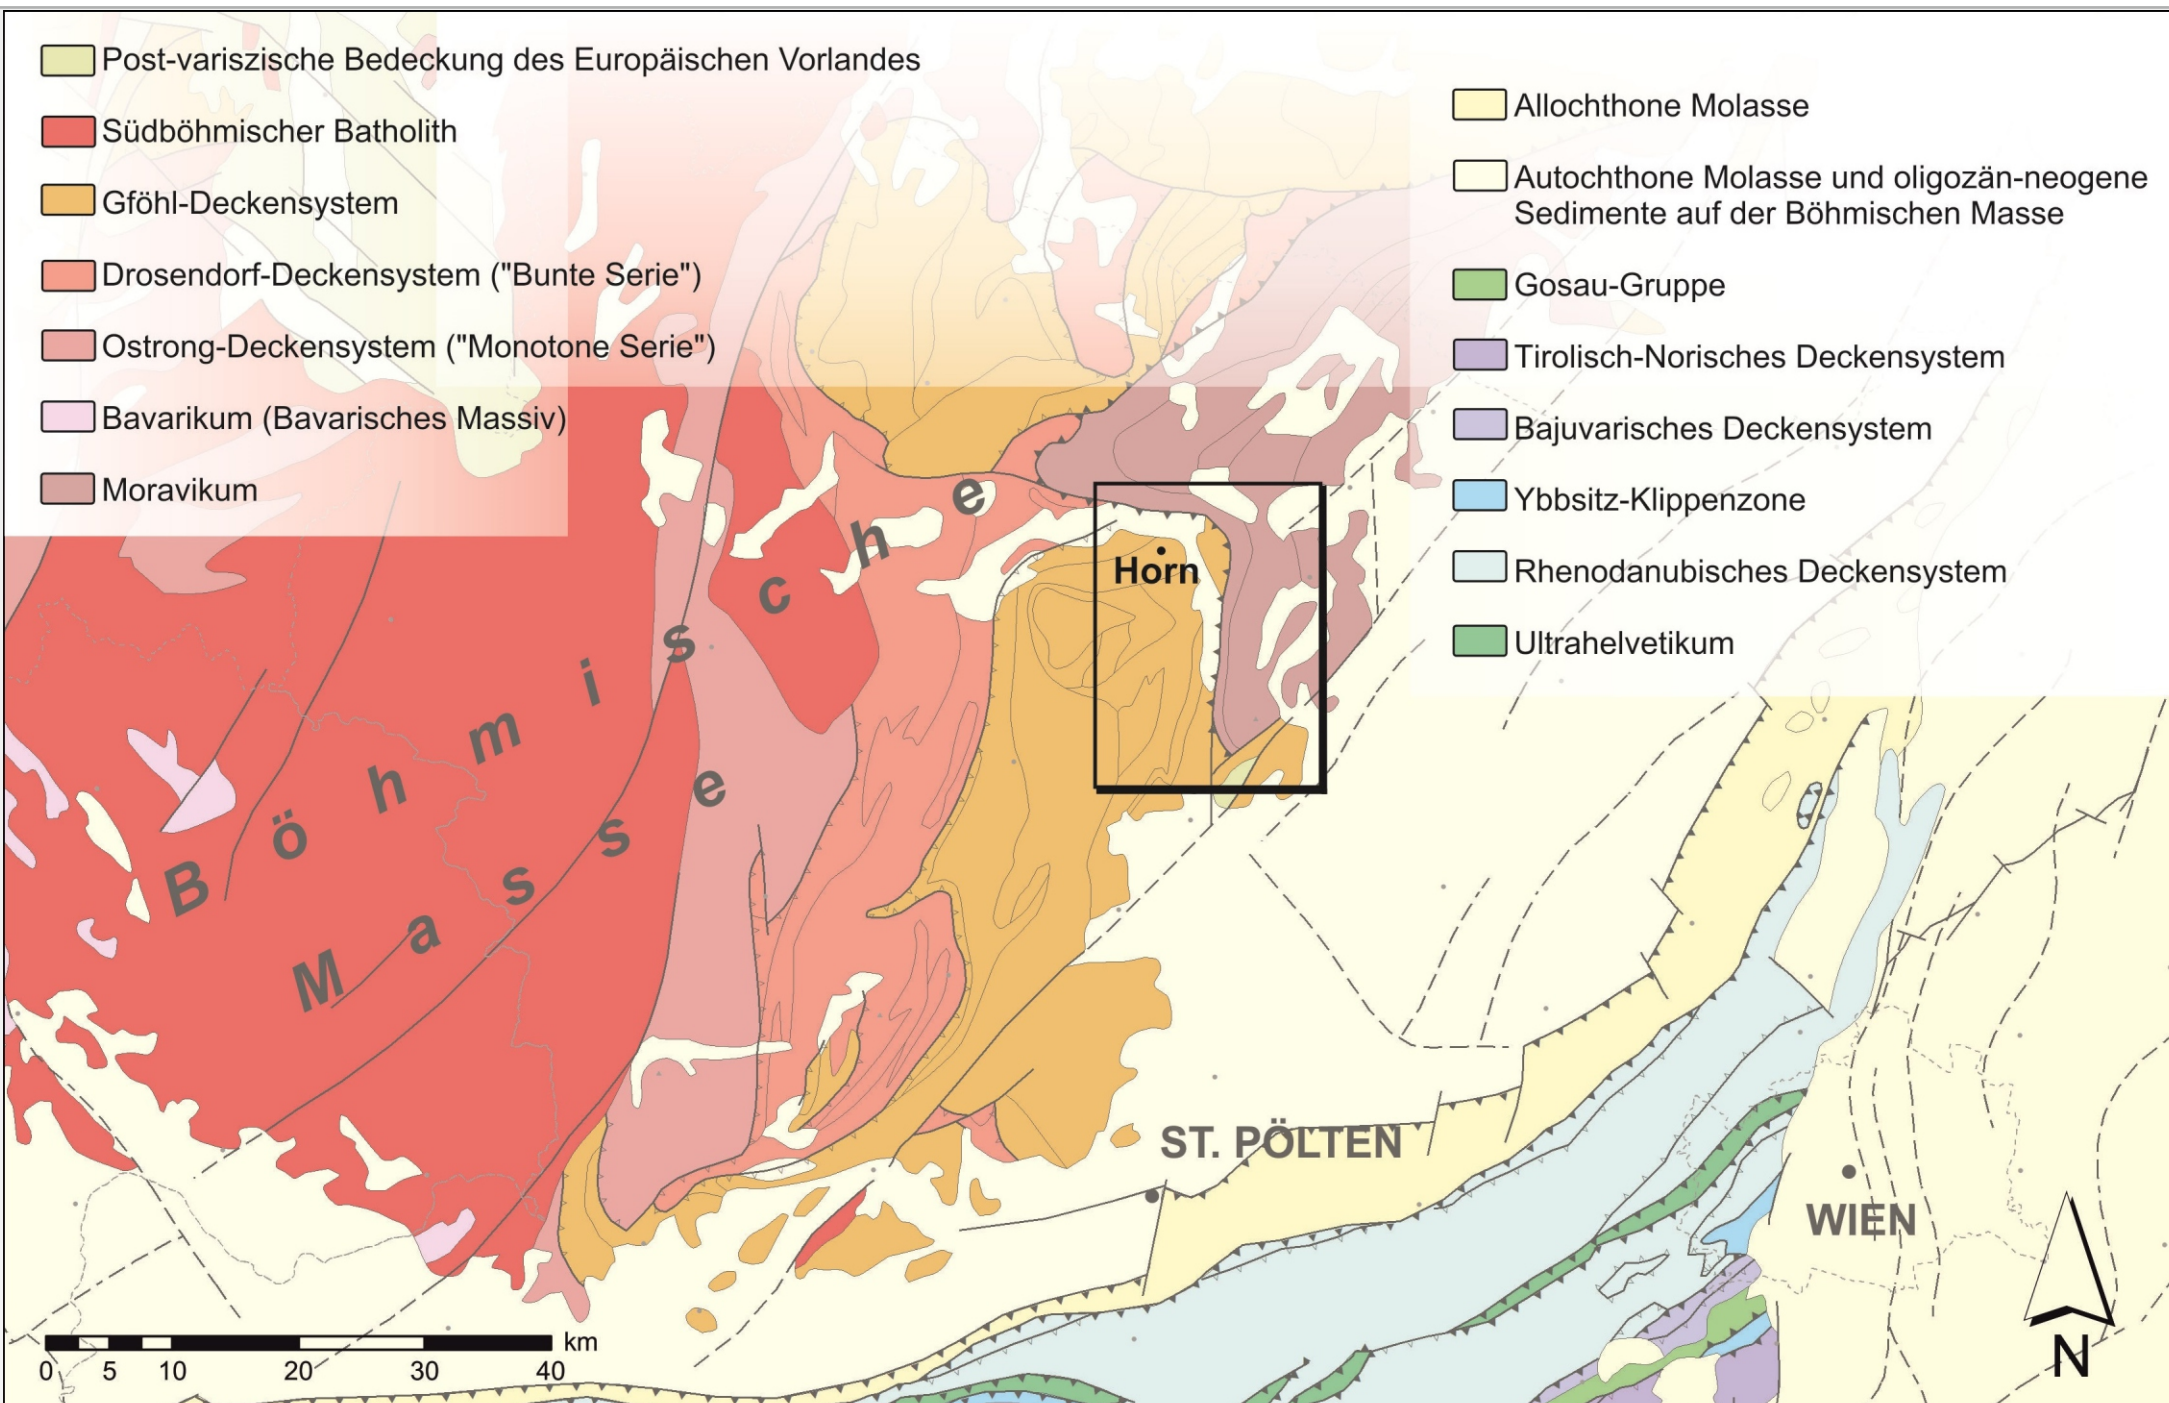 Post-variszische Bedeckung des Europäischen Vorlandes
Südböhmischer Batholith
Gföhl-Deckensystem
Drosendorf-Deckensystem ("Bunte Serie")
Ostrong-Deckensystem ("Monotone Serie")
Bavarikum (Bavarisches Massiv)
Moravikum
Allochthone Molasse
Autochthone Molasse und oligozän-neogene
Sedimente auf der Böhmischen Masse
Gosau-Gruppe
Tirolisch-Norisches Deckensystem
Bajuvarisches Deckensystem
Ybbsitz-Klippenzone
Rhenodanubisches Deckensystem
Ultrahelvetikum
Böhmische
Masse
Horn
ST. PÖLTEN
WIEN
km
0 5 10 20 30 40
N